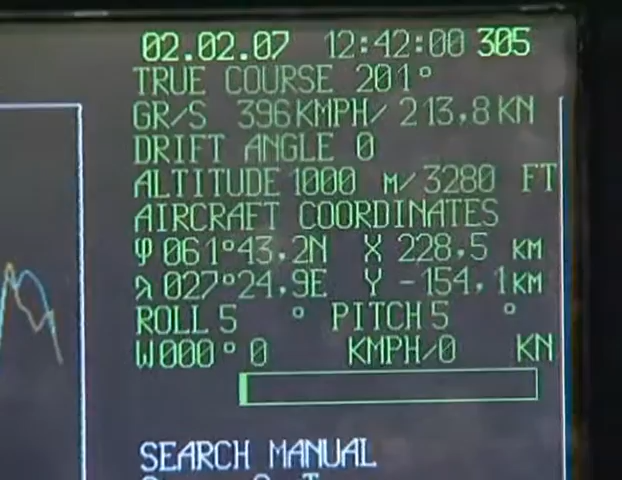 02.02.07 12:42:00 305
TRUE COURSE 201°
GR/S 396KMPH/213,8KN
DRIFT ANGLE 0
ALTITUDE 1000 M/3280 FT
AIRCRAFT COORDINATES
φ 061°43,2N X 228,5 KM
λ 027°24,9E Y -154,1KM
ROLL 5 ° PITCH 5 °
W000° 0 KMPH/0 KN
SEARCH MANUAL